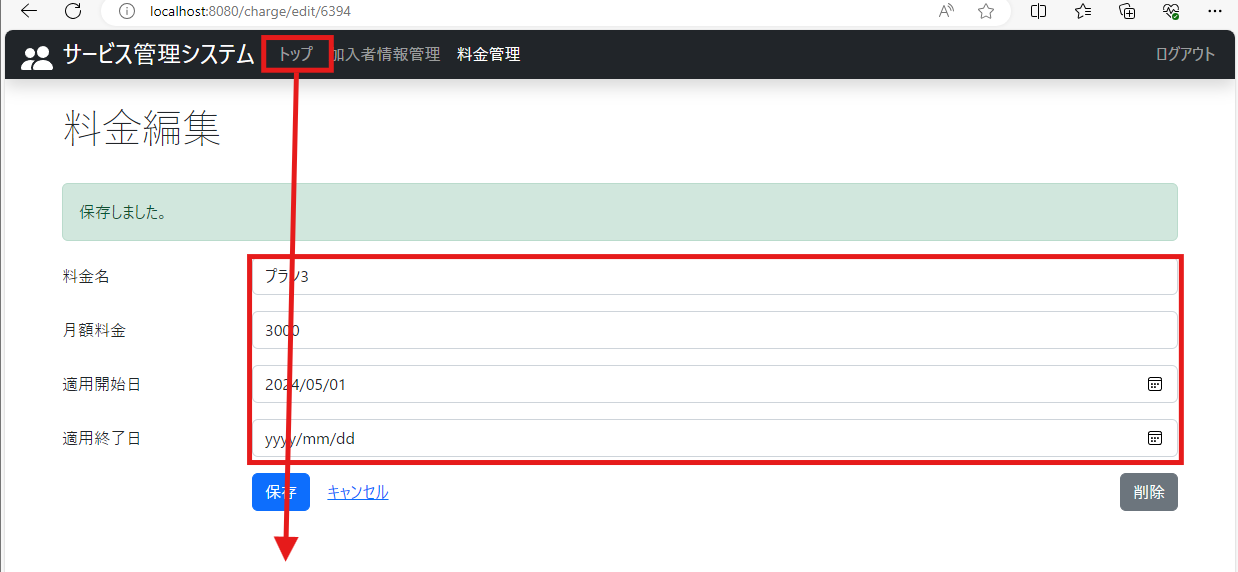 localhost:8080/charge/edit/6394
サービス管理システム トップ 加入者情報管理 料金管理 ログアウト
料金編集
保存しました。
料金名 プラン3
月額料金 3000
適用開始日 2024/05/01
適用終了日 yyyy/mm/dd
保存 キャンセル 削除